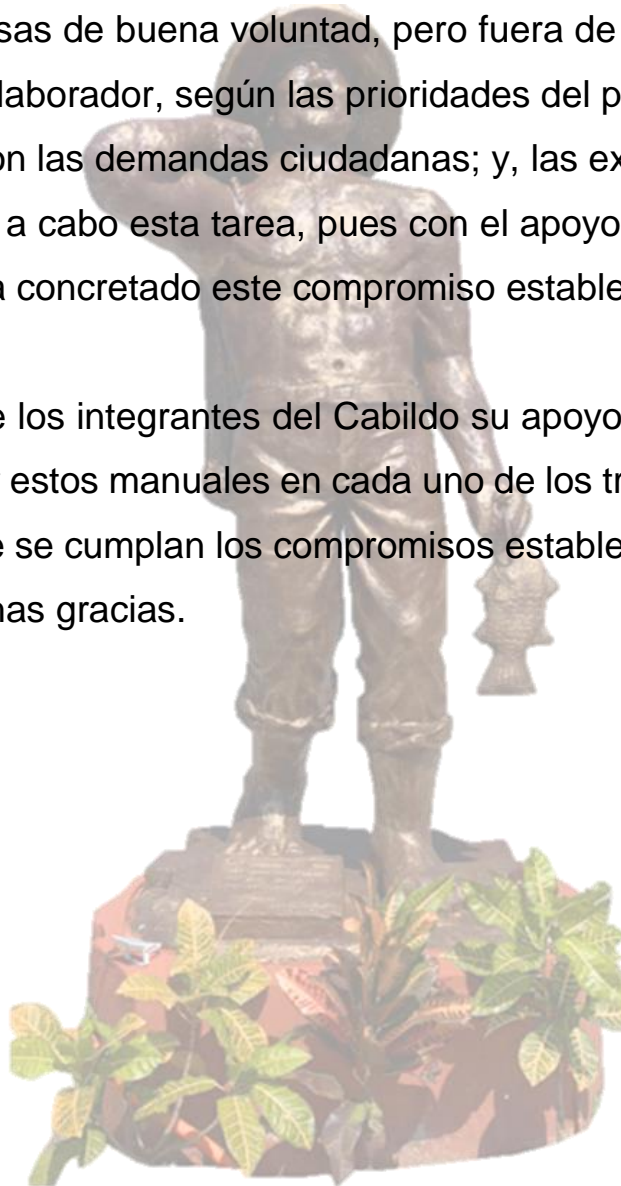 sas de buena voluntad, pero fuera de
laborador, según las prioridades del p
on las demandas ciudadanas; y, las ex
a cabo esta tarea, pues con el apoyo
a concretado este compromiso estable
e los integrantes del Cabildo su apoyo
estos manuales en cada uno de los tr
e se cumplan los compromisos estable
nas gracias.